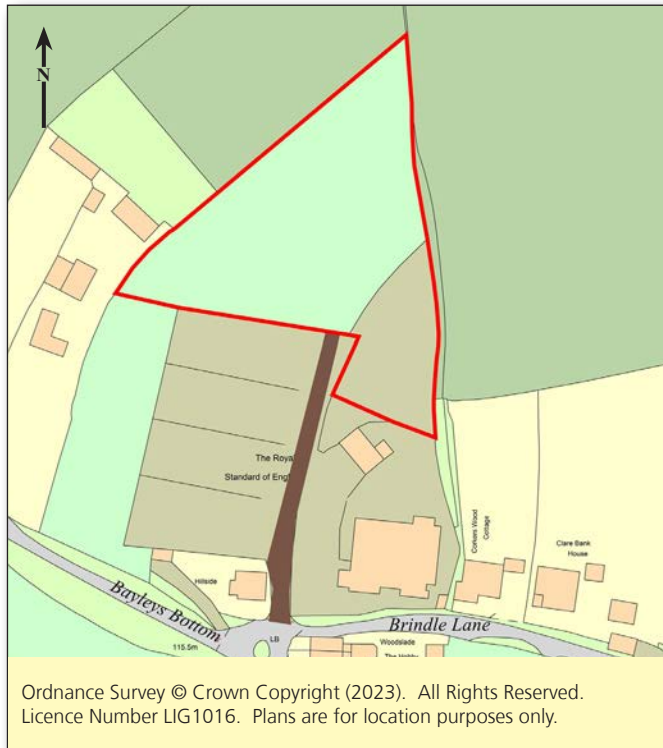 N
The Roya
Standard of Engl
Hillside
Corkers Wood
Cottage
Clare Bank
House
Bayleys Bottom
Brindle Lane
115.5m
LB
Woodslade
The Hobby
Ordnance Survey © Crown Copyright (2023). All Rights Reserved.
Licence Number LIG1016. Plans are for location purposes only.